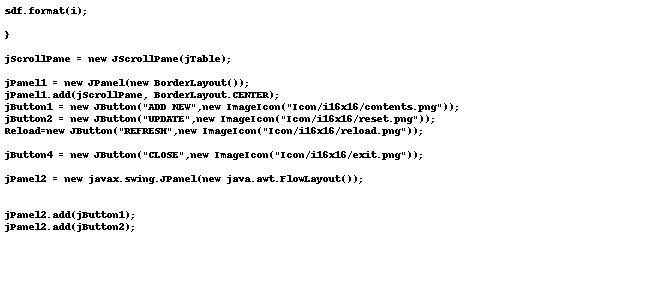 sdf.format(i);
}
jScrollPane = new JScrollPane(jTable);
jPanel1 = new JPanel(new BorderLayout());
jPanel1.add(jScrollPane, BorderLayout.CENTER);
jButton1 = new JButton("ADD NEW",new ImageIcon("Icon/i16x16/contents.png"));
jButton2 = new JButton("UPDATE",new ImageIcon("Icon/i16x16/reset.png"));
Reload=new JButton("REFRESH",new ImageIcon("Icon/i16x16/reload.png"));
jButton4 = new JButton("CLOSE",new ImageIcon("Icon/i16x16/exit.png"));
jPanel2 = new javax.swing.JPanel(new java.awt.FlowLayout());
jPanel2.add(jButton1);
jPanel2.add(jButton2);